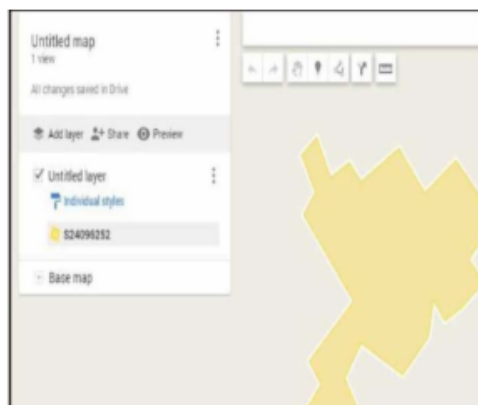 Untitled map
1 view
All changes saved in Drive
Add layer Share Preview
Untitled layer
Individual styles
S24096252
Base map